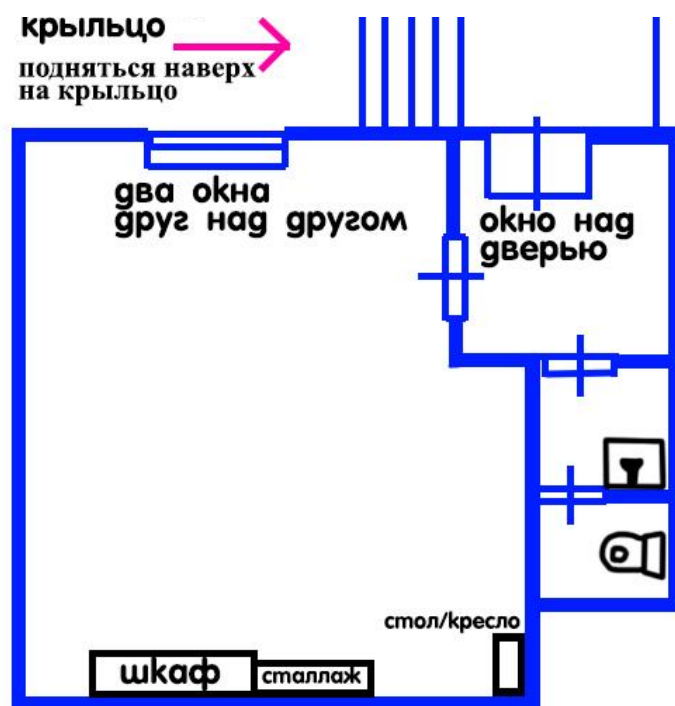 крыльцо
подняться наверх
на крыльцо
два окна
друг над другом
окно над
дверью
стол/кресло
шкаф
сталлаж